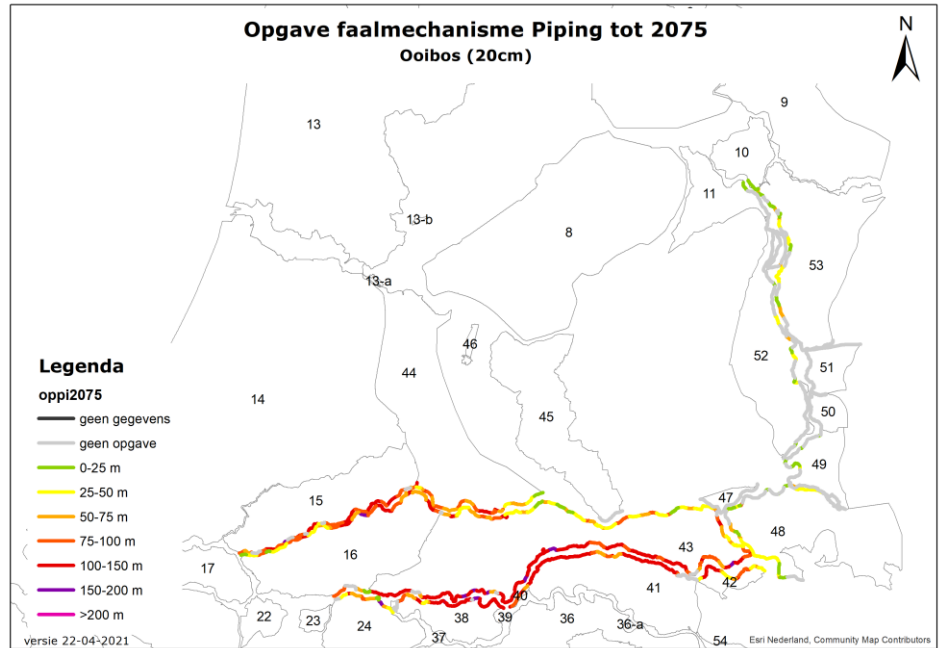 Opgave faalmechanisme Piping tot 2075
Ooibos (20cm)
N
9
13
10
11
13-b
8
53
13-a
46
44
52
51
14
45
50
49
15
47
48
16
43
17
42
41
40
22
23
24
38
39
36
36-a
37
54
Legenda
oppi2075
geen gegevens
geen opgave
0-25 m
25-50 m
50-75 m
75-100 m
100-150 m
150-200 m
>200 m
versie 22-04-2021
Esri Nederland, Community Map Contributors